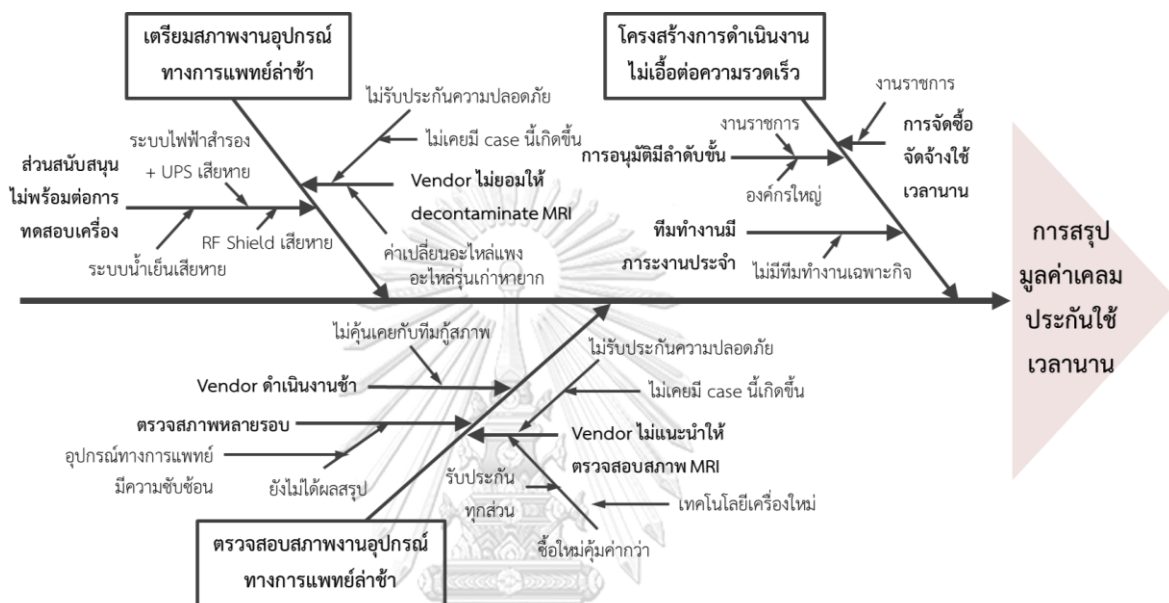 เตรียมสภาพงานอุปกรณ์
ทางการแพทย์ล่าช้า
โครงสร้างการดำเนินงาน
ไม่เอื้อต่อความรวดเร็ว
ไม่รับประกันความปลอดภัย
ไม่เคยมี case นี้เกิดขึ้น
ระบบไฟฟ้าสำรอง
+ UPS เสียหาย
ส่วนสนับสนุน
ไม่พร้อมต่อการ
ทดสอบเครื่อง
Vendor ไม่ยอมให้
decontaminate MRI
RF Shield เสียหาย
ระบบน้ำเย็นเสียหาย
ค่าเปลี่ยนอะไหล่แพง
อะไหล่รุ่นเก่าหายาก
งานราชการ
งานราชการ
การอนุมัติมีลำดับขั้น
องค์กรใหญ่
การจัดซื้อ
จัดจ้างใช้
เวลานาน
ทีมทำงานมี
ภาระงานประจำ
ไม่มีทีมทำงานเฉพาะกิจ
การสรุป
มูลค่าเคลม
ประกันใช้
เวลานาน
ไม่คุ้นเคยกับทีมกู้สภาพ
Vendor ดำเนินงานช้า
ตรวจสภาพหลายรอบ
อุปกรณ์ทางการแพทย์
มีความซับซ้อน
ยังไม่ได้ผลสรุป
ไม่รับประกันความปลอดภัย
ไม่เคยมี case นี้เกิดขึ้น
Vendor ไม่แนะนำให้
ตรวจสอบสภาพ MRI
รับประกัน
ทุกส่วน
เทคโนโลยีเครื่องใหม่
ซื้อใหม่คุ้มค่ากว่า
ตรวจสอบสภาพงานอุปกรณ์
ทางการแพทย์ล่าช้า